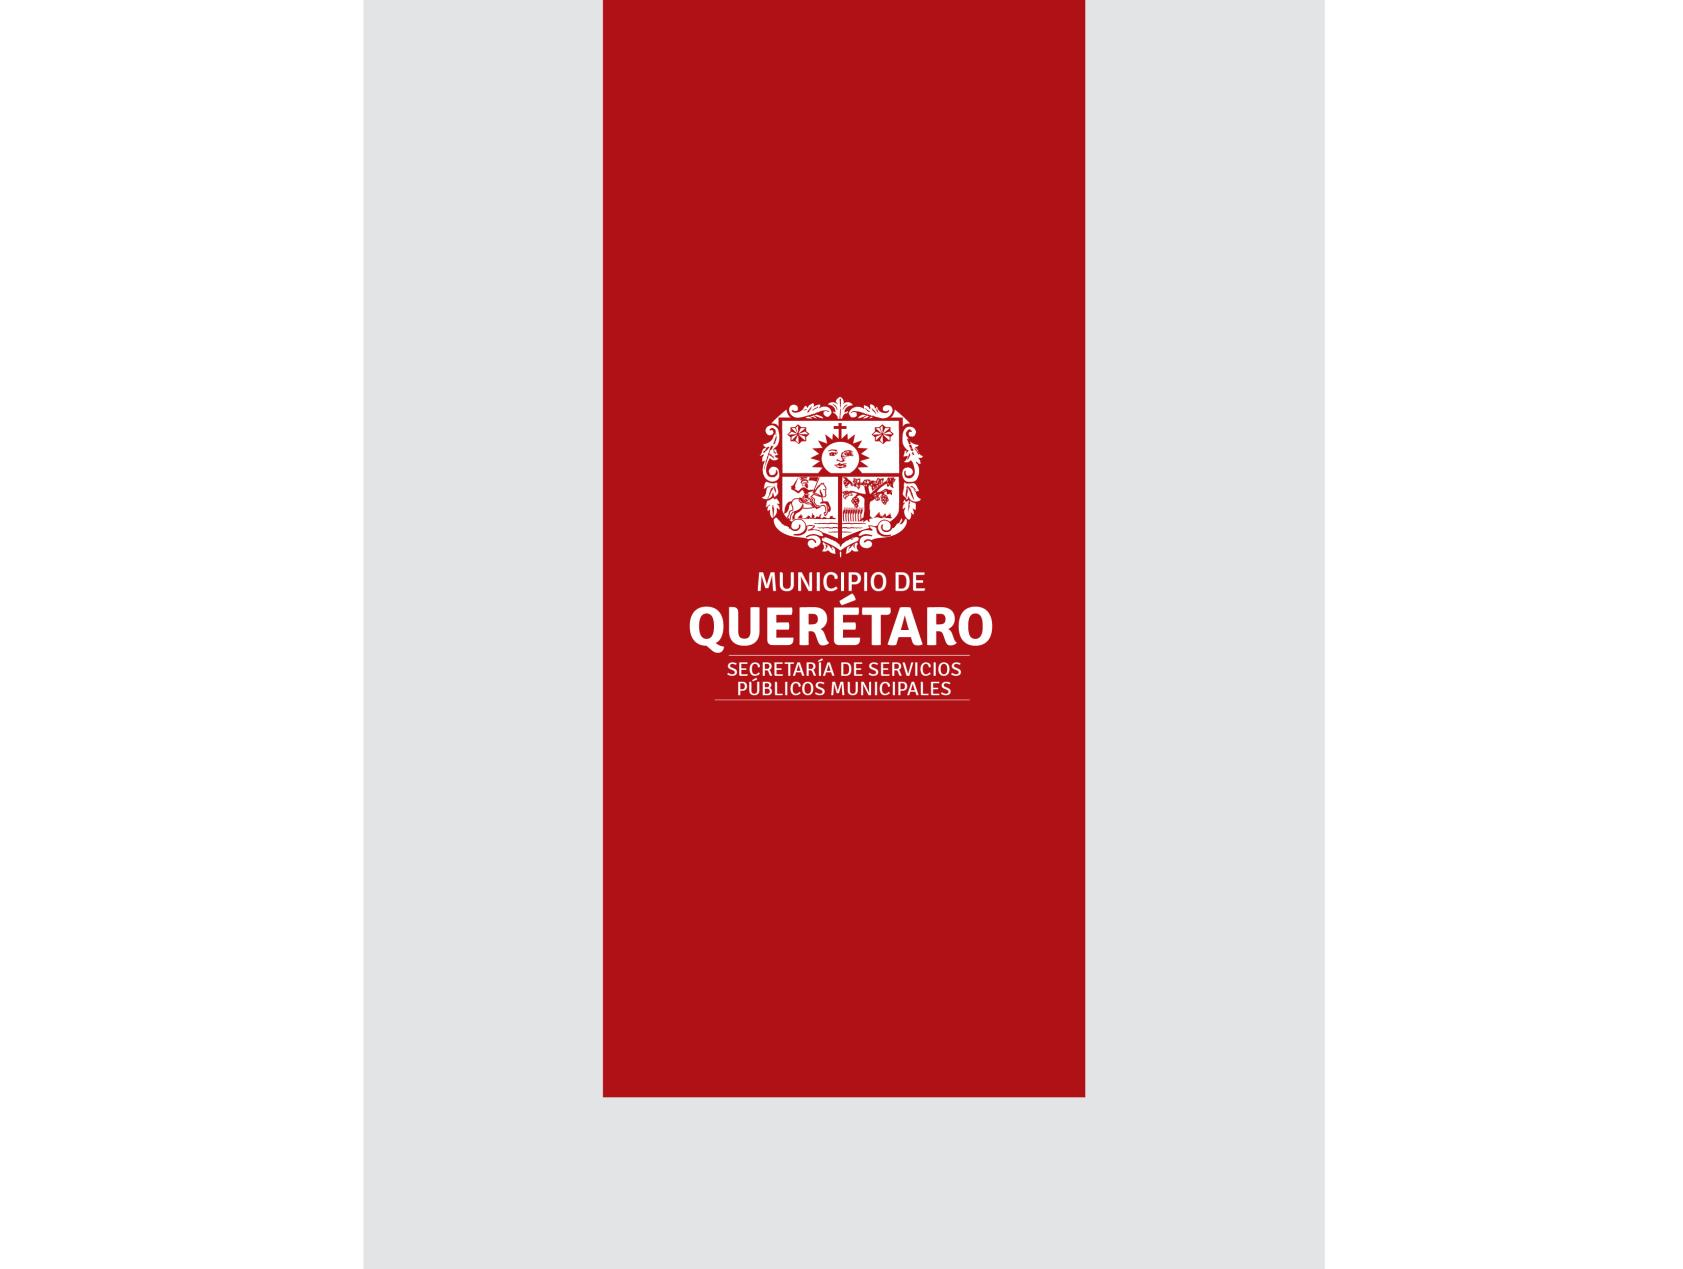 MUNICIPIO DE
QUERÉTARO
SECRETARÍA DE SERVICIOS
PÚBLICOS MUNICIPALES